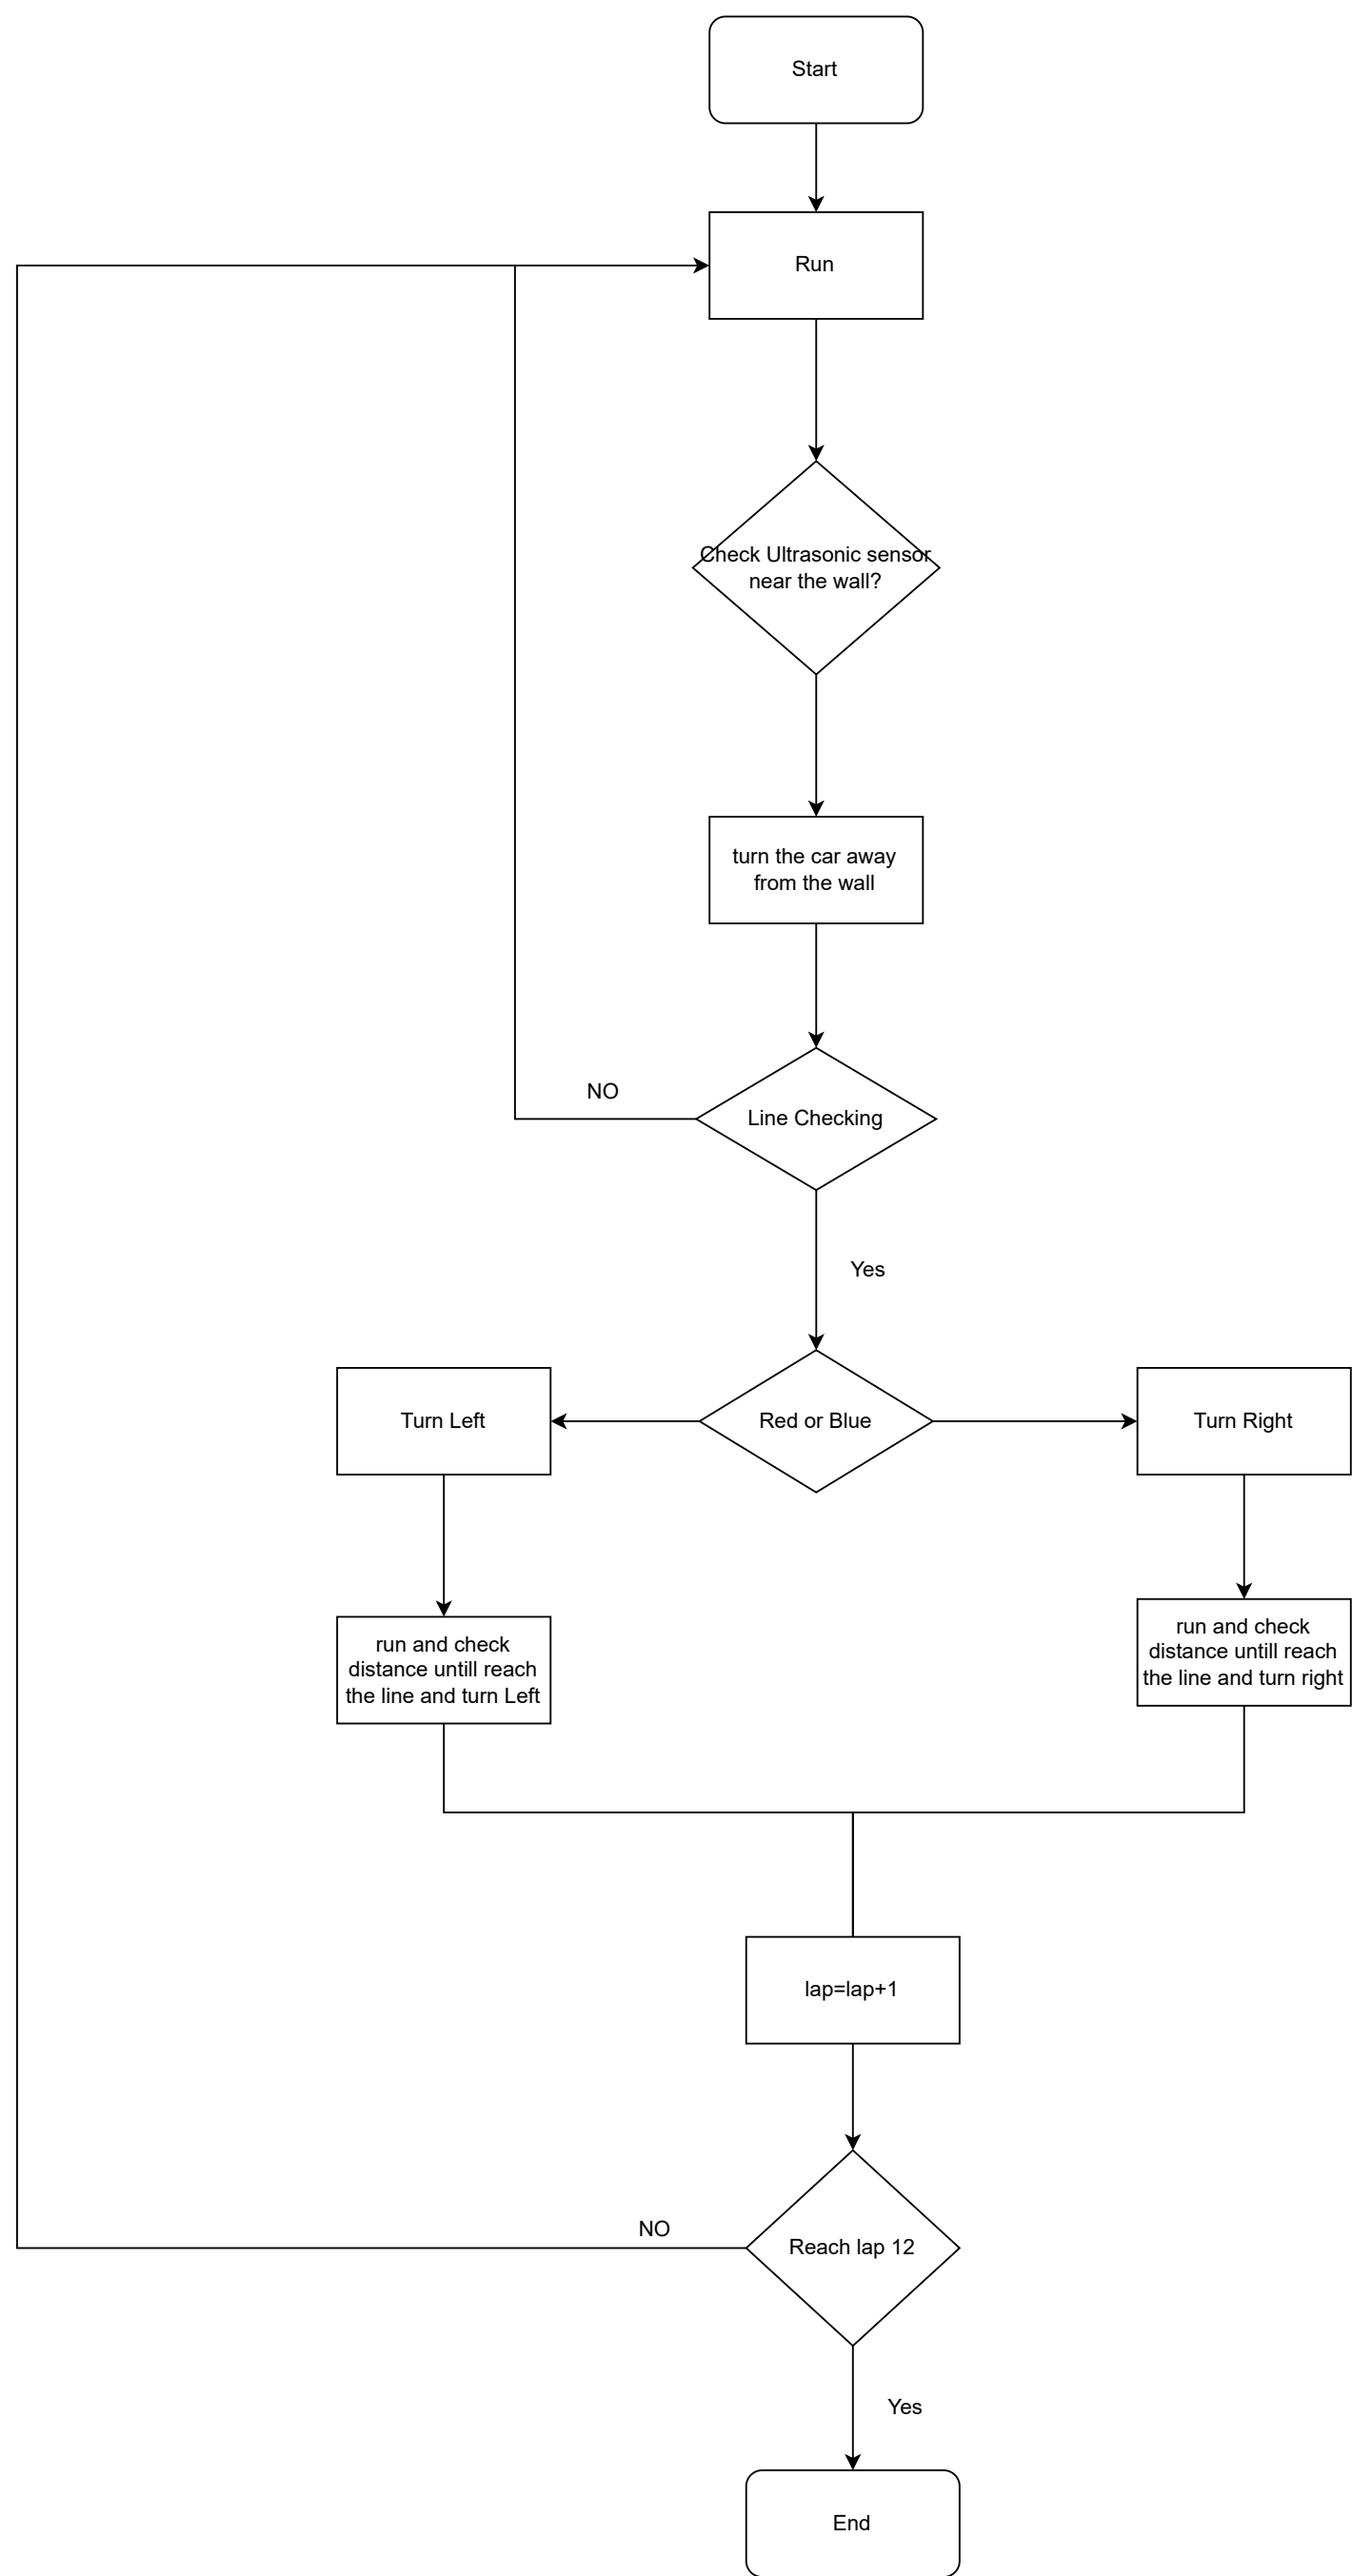 Start
Run
Check Ultrasonic sensor
near the wall?
turn the car away
from the wall
NO
Line Checking
Yes
Turn Left
Red or Blue
Turn Right
run and check
distance untill reach
the line and turn Left
run and check
distance untill reach
the line and turn right
lap=lap+1
NO
Reach lap 12
Yes
End